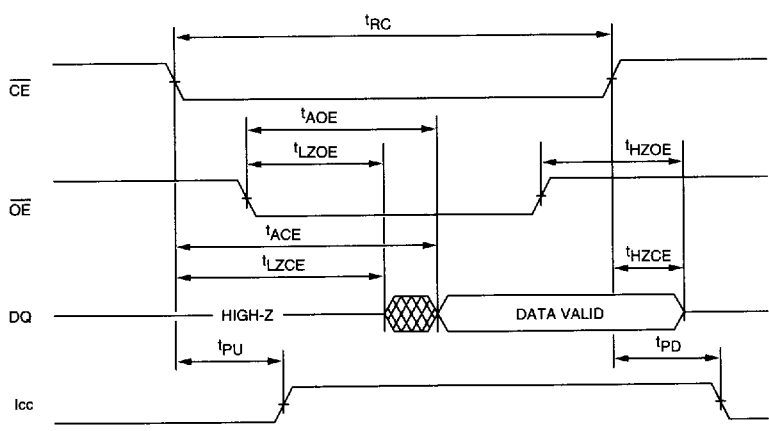 tRC
CE
tAOE
tLZOE
tHZOE
OE
tACE
tLZCE
tHZCE
DQ
HIGH-Z
DATA VALID
tPU
tPD
Icc